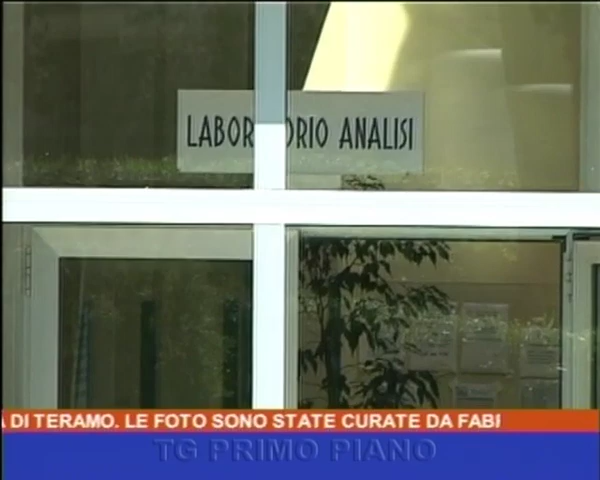 LABOR ORIO ANALISI
A DI TERAMO. LE FOTO SONO STATE CURATE DA FABI
TG PRIMO PIANO